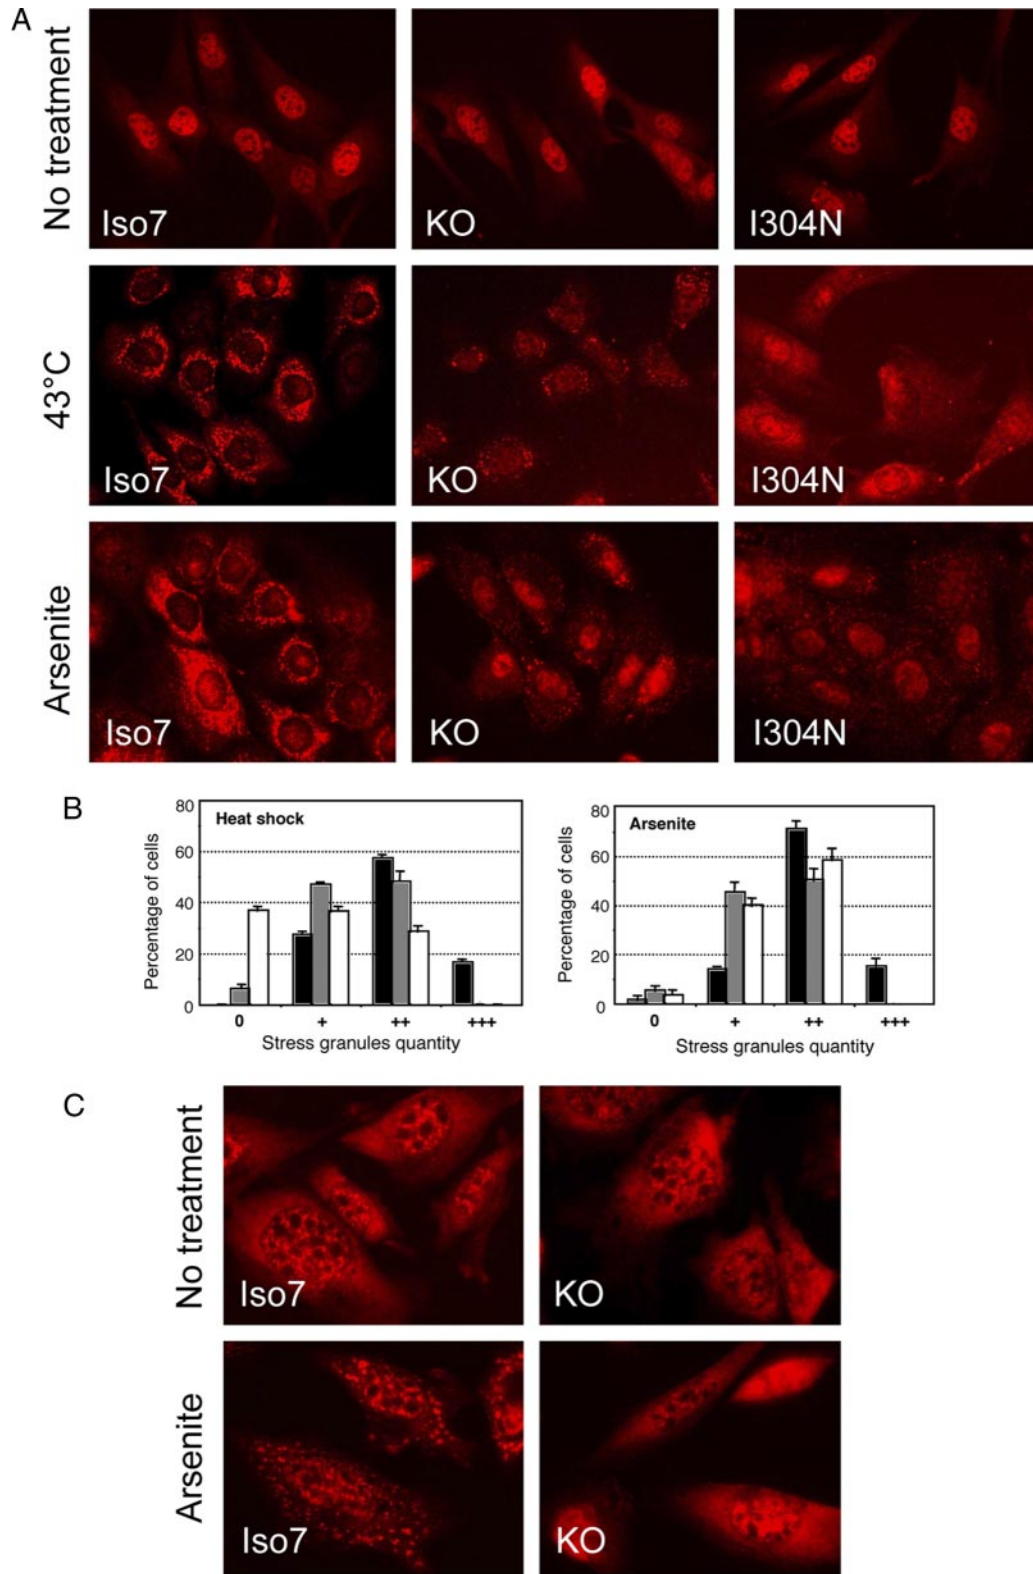 A
No treatment
Iso7
KO
I304N
43°C
Iso7
KO
I304N
Arsenite
Iso7
KO
I304N
B
Heat shock
Percentage of cells
80
60
40
20
0
0 + ++ +++
Stress granules quantity
Arsenite
Percentage of cells
80
60
40
20
0
0 + ++ +++
Stress granules quantity
C
No treatment
Iso7
KO
Arsenite
Iso7
KO